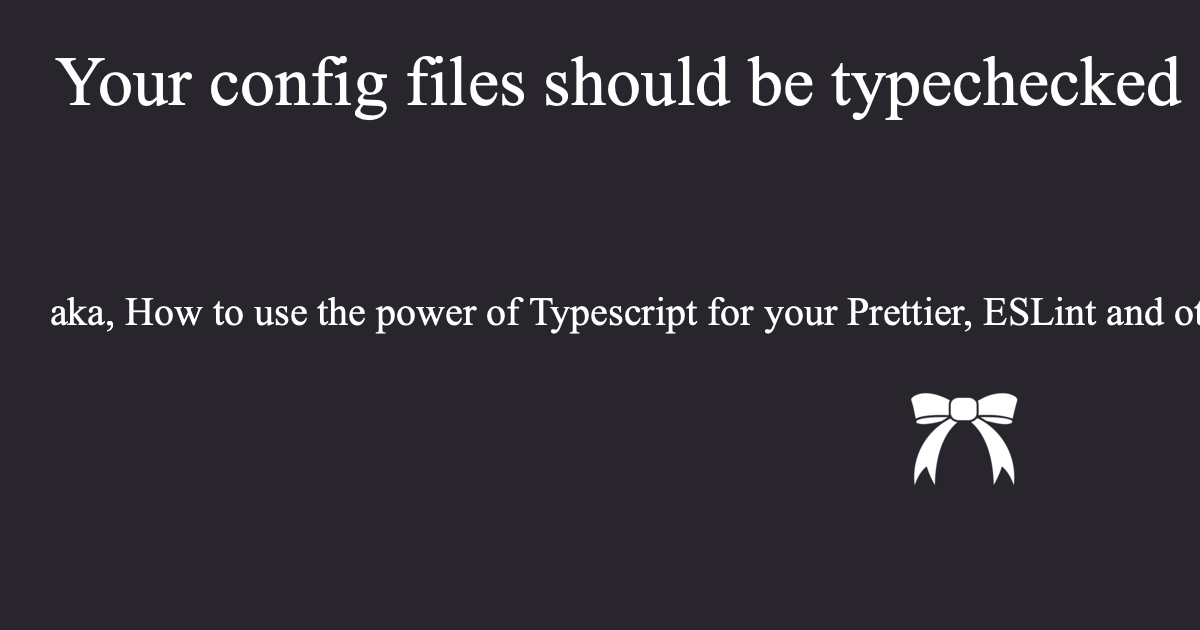 Your config files should be typechecked
aka, How to use the power of Typescript for your Prettier, ESLint and